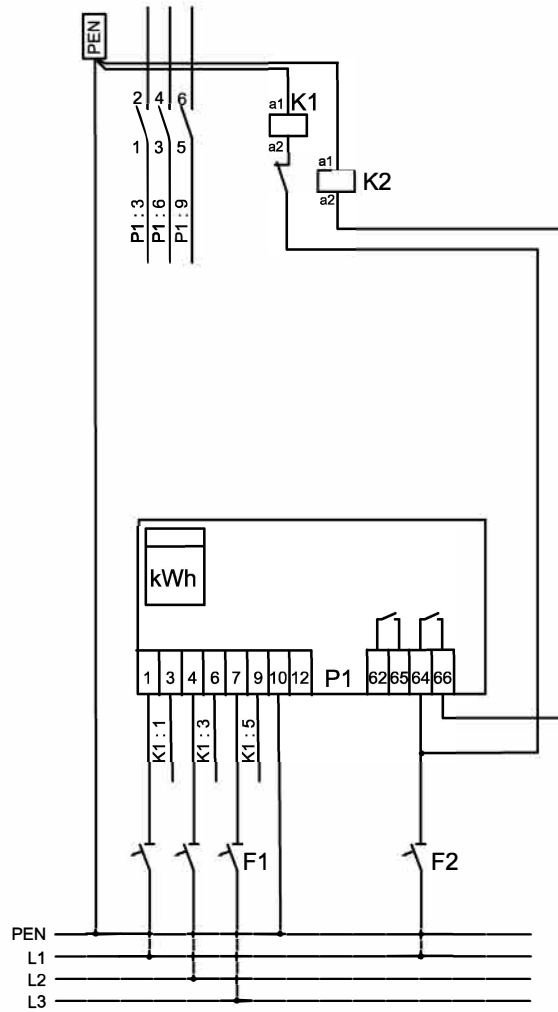 PEN
2 4 6
1 3 5
P1 : 3
P1 : 6
P1 : 9
a1 K1
a2
a1
K2
a2
kWh
1 3 4 6 7 9 10 12 P1 62 65 64 66
K1 : 1
K1 : 3
K1 : 5
F1 F2
PEN
L1
L2
L3